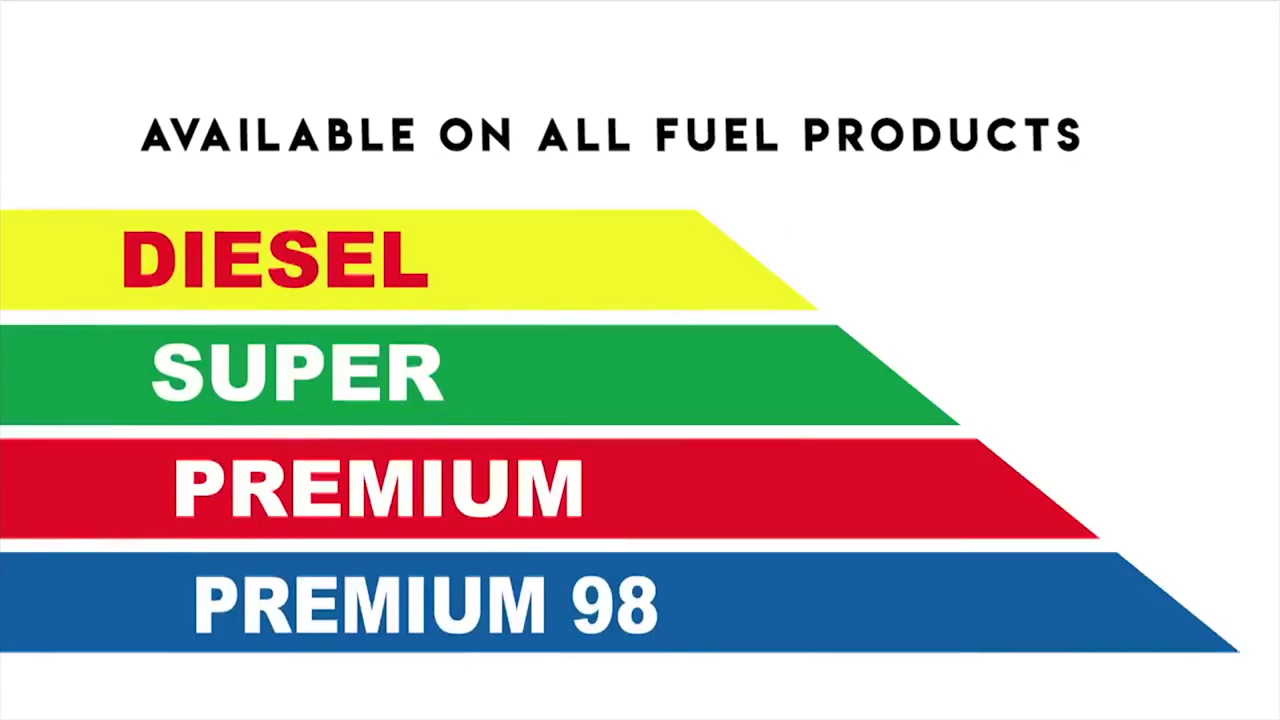 AVAILABLE ON ALL FUEL PRODUCTS
DIESEL
SUPER
PREMIUM
PREMIUM 98